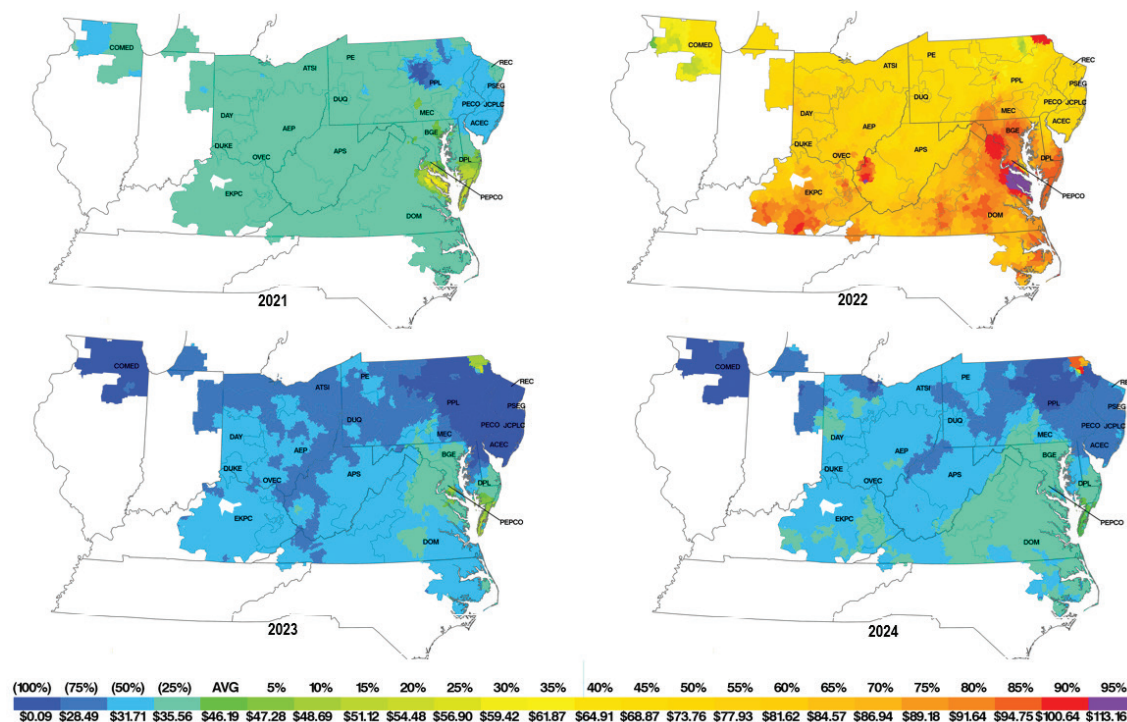 COMED
PE
REC
ATSI
PPL
PSEG
DUQ
PECO JCPLC
MEC
DAY
ACEC
BGE
AEP
DPL
DUKE
OVEC
APS
PEPCO
EKPC
DOM
2021
COMED
PE
REC
ATSI
PPL
PSEG
DUQ
PECO JCPLC
MEC
DAY
ACEC
BGE
AEP
DPL
DUKE
OVEC
APS
PEPCO
EKPC
DOM
2022
COMED
PE
REC
ATSI
PPL
PSEG
DUQ
PECO JCPLC
MEC
DAY
ACEC
AEP
BGE
DUKE
APS
DPL
OVEC
PEPCO
EKPC
DOM
2023
COMED
PE
ATSI
PPL
PSEG
DUQ
PECO JCPLC
MEC
DAY
ACEC
AEP
BGE
DUKE
APS
DPL
OVEC
PEPCO
EKPC
DOM
2024
(100%) (75%) (50%) (25%) AVG 5% 10% 15% 20% 25% 30% 35% 40% 45% 50% 55% 60% 65% 70% 75% 80% 85% 90% 95%
$0.09 $28.49 $31.71 $35.56 $46.19 $47.28 $48.69 $51.12 $54.48 $56.90 $59.42 $61.87 $64.91 $68.87 $73.76 $77.93 $81.62 $84.57 $86.94 $89.18 $91.64 $94.75